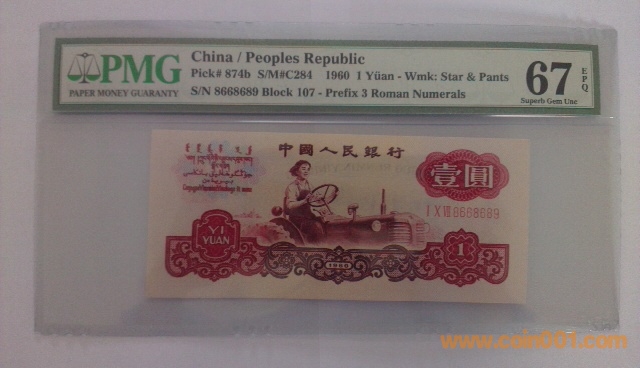 PMG
PAPER MONEY GUARANTY
China / Peoples Republic
Pick# 874b S/M#C284 1960 1 Yüan - Wmk: Star & Pants
S/N 8668689 Block 107 - Prefix 3 Roman Numerals
67 EPQ
Superb Gem Unc
中國人民銀行
壹圓
I X VIII 8668689
YI
YUAN
1
1960
www.coin001.com